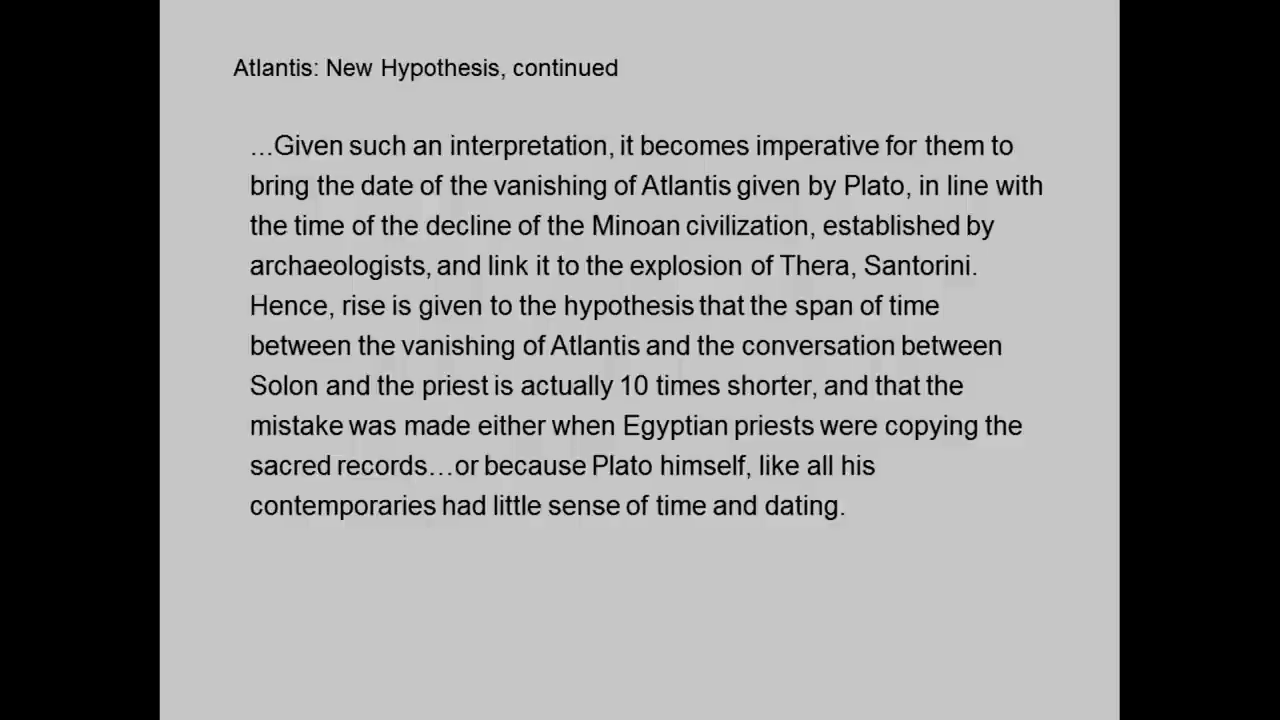 Atlantis: New Hypothesis, continued
…Given such an interpretation, it becomes imperative for them to
bring the date of the vanishing of Atlantis given by Plato, in line with
the time of the decline of the Minoan civilization, established by
archaeologists, and link it to the explosion of Thera, Santorini.
Hence, rise is given to the hypothesis that the span of time
between the vanishing of Atlantis and the conversation between
Solon and the priest is actually 10 times shorter, and that the
mistake was made either when Egyptian priests were copying the
sacred records…or because Plato himself, like all his
contemporaries had little sense of time and dating.